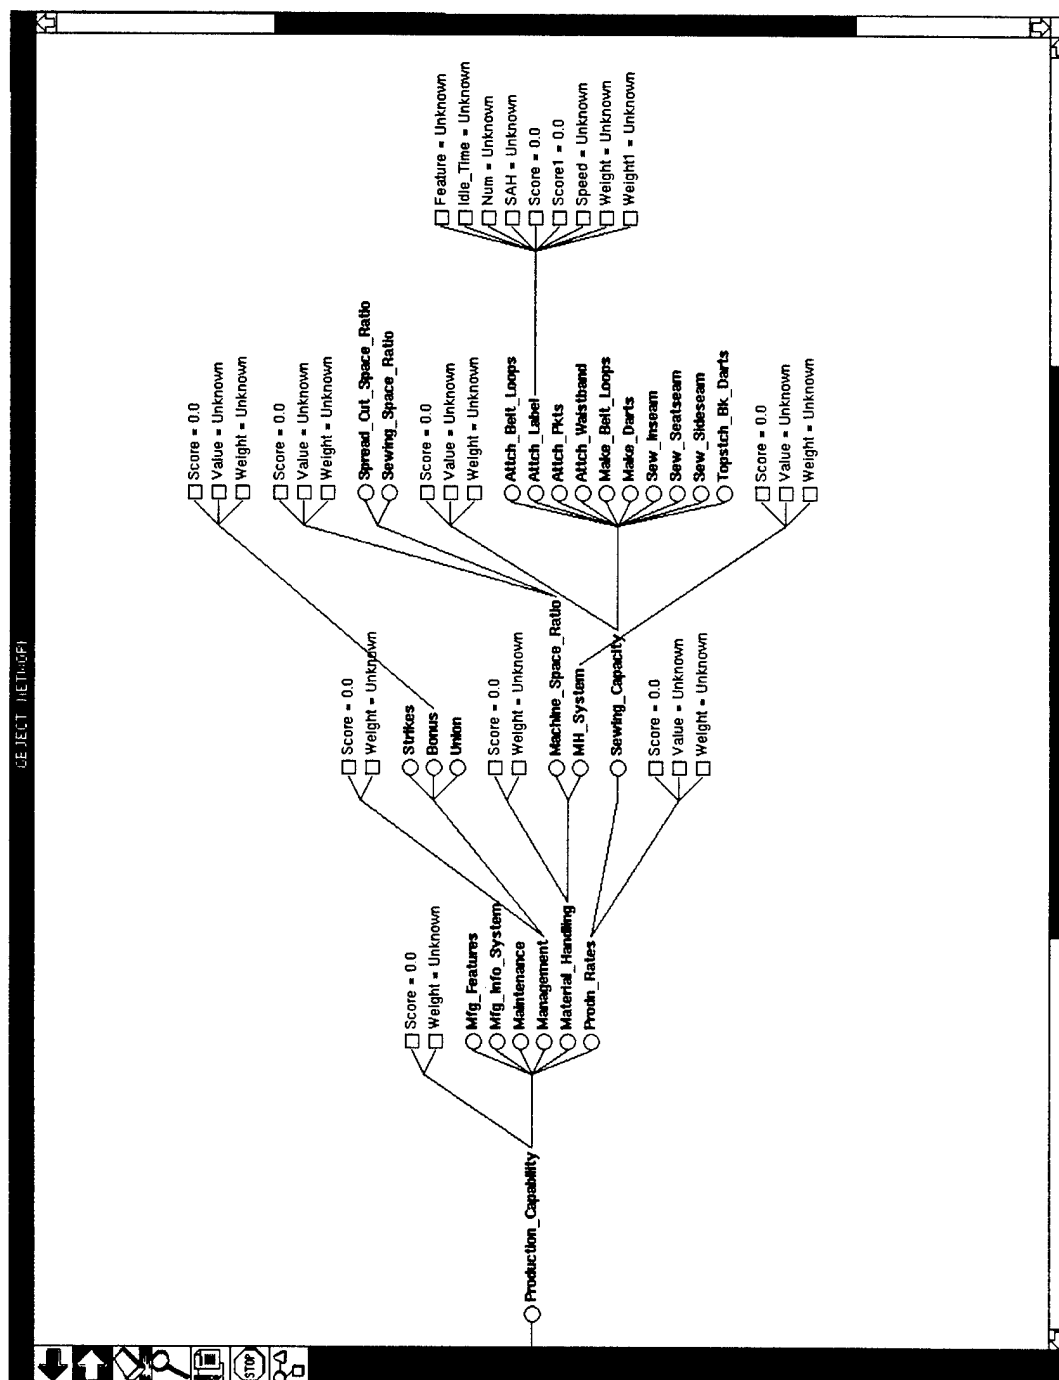 OBJECT NETWORK
Production_Capability
Score = 0.0
Weight = Unknown
Mfg_Features
Mfg_Info_System
Maintenance
Management
Material_Handling
Prodn_Rates
Score = 0.0
Weight = Unknown
Strikes
Bonus
Union
Score = 0.0
Weight = Unknown
Machine_Space_Ratio
MH_System
Sewing_Capacity
Score = 0.0
Value = Unknown
Weight = Unknown
Score = 0.0
Value = Unknown
Weight = Unknown
Score = 0.0
Value = Unknown
Weight = Unknown
Spread_Cut_Space_Ratio
Sewing_Space_Ratio
Score = 0.0
Value = Unknown
Weight = Unknown
Attch_Belt_Loops
Attch_Label
Attch_Pkts
Attch_Waistband
Make_Belt_Loops
Make_Darts
Sew_Inseam
Sew_Seatseam
Sew_Sideseam
Topstch_Bk_Darts
Score = 0.0
Value = Unknown
Weight = Unknown
Feature = Unknown
Idle_Time = Unknown
Num = Unknown
SAH = Unknown
Score = 0.0
Score1 = 0.0
Speed = Unknown
Weight = Unknown
Weight1 = Unknown
STOP